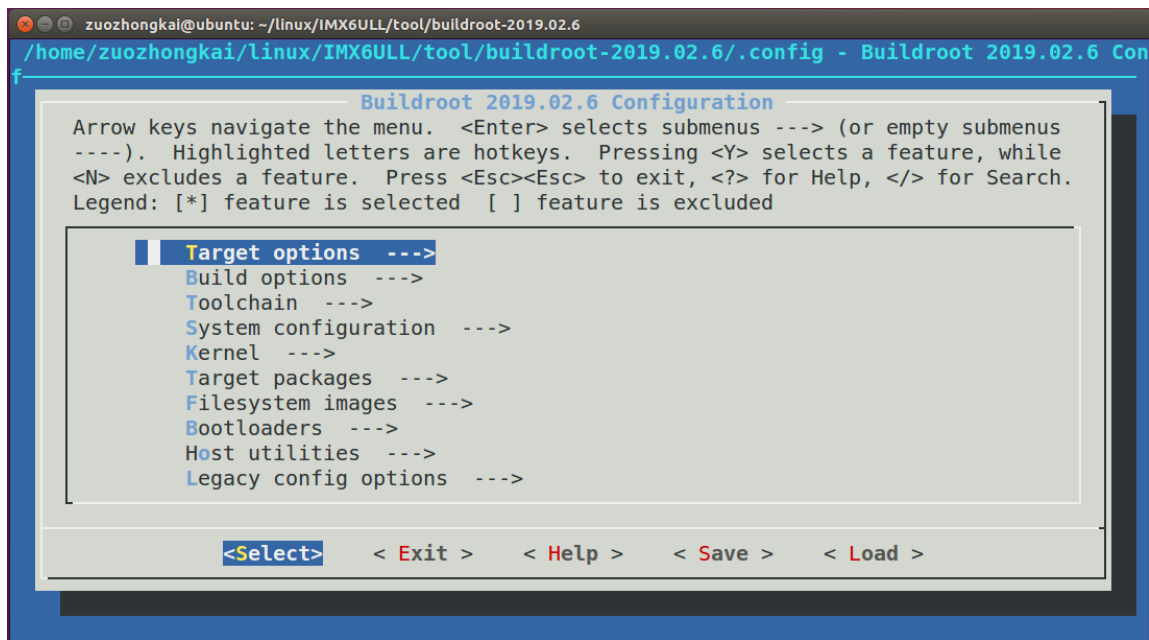 zuozhongkai@ubuntu: ~/linux/IMX6ULL/tool/buildroot-2019.02.6
/home/zuozhongkai/linux/IMX6ULL/tool/buildroot-2019.02.6/.config - Buildroot 2019.02.6 Con
f
Buildroot 2019.02.6 Configuration
Arrow keys navigate the menu.  <Enter> selects submenus ---> (or empty submenus
----).  Highlighted letters are hotkeys.  Pressing <Y> selects a feature, while
<N> excludes a feature.  Press <Esc><Esc> to exit, <?> for Help, </> for Search.
Legend: [*] feature is selected  [ ] feature is excluded
Target options  --->
Build options  --->
Toolchain  --->
System configuration  --->
Kernel  --->
Target packages  --->
Filesystem images  --->
Bootloaders  --->
Host utilities  --->
Legacy config options  --->
<Select>    < Exit >    < Help >    < Save >    < Load >